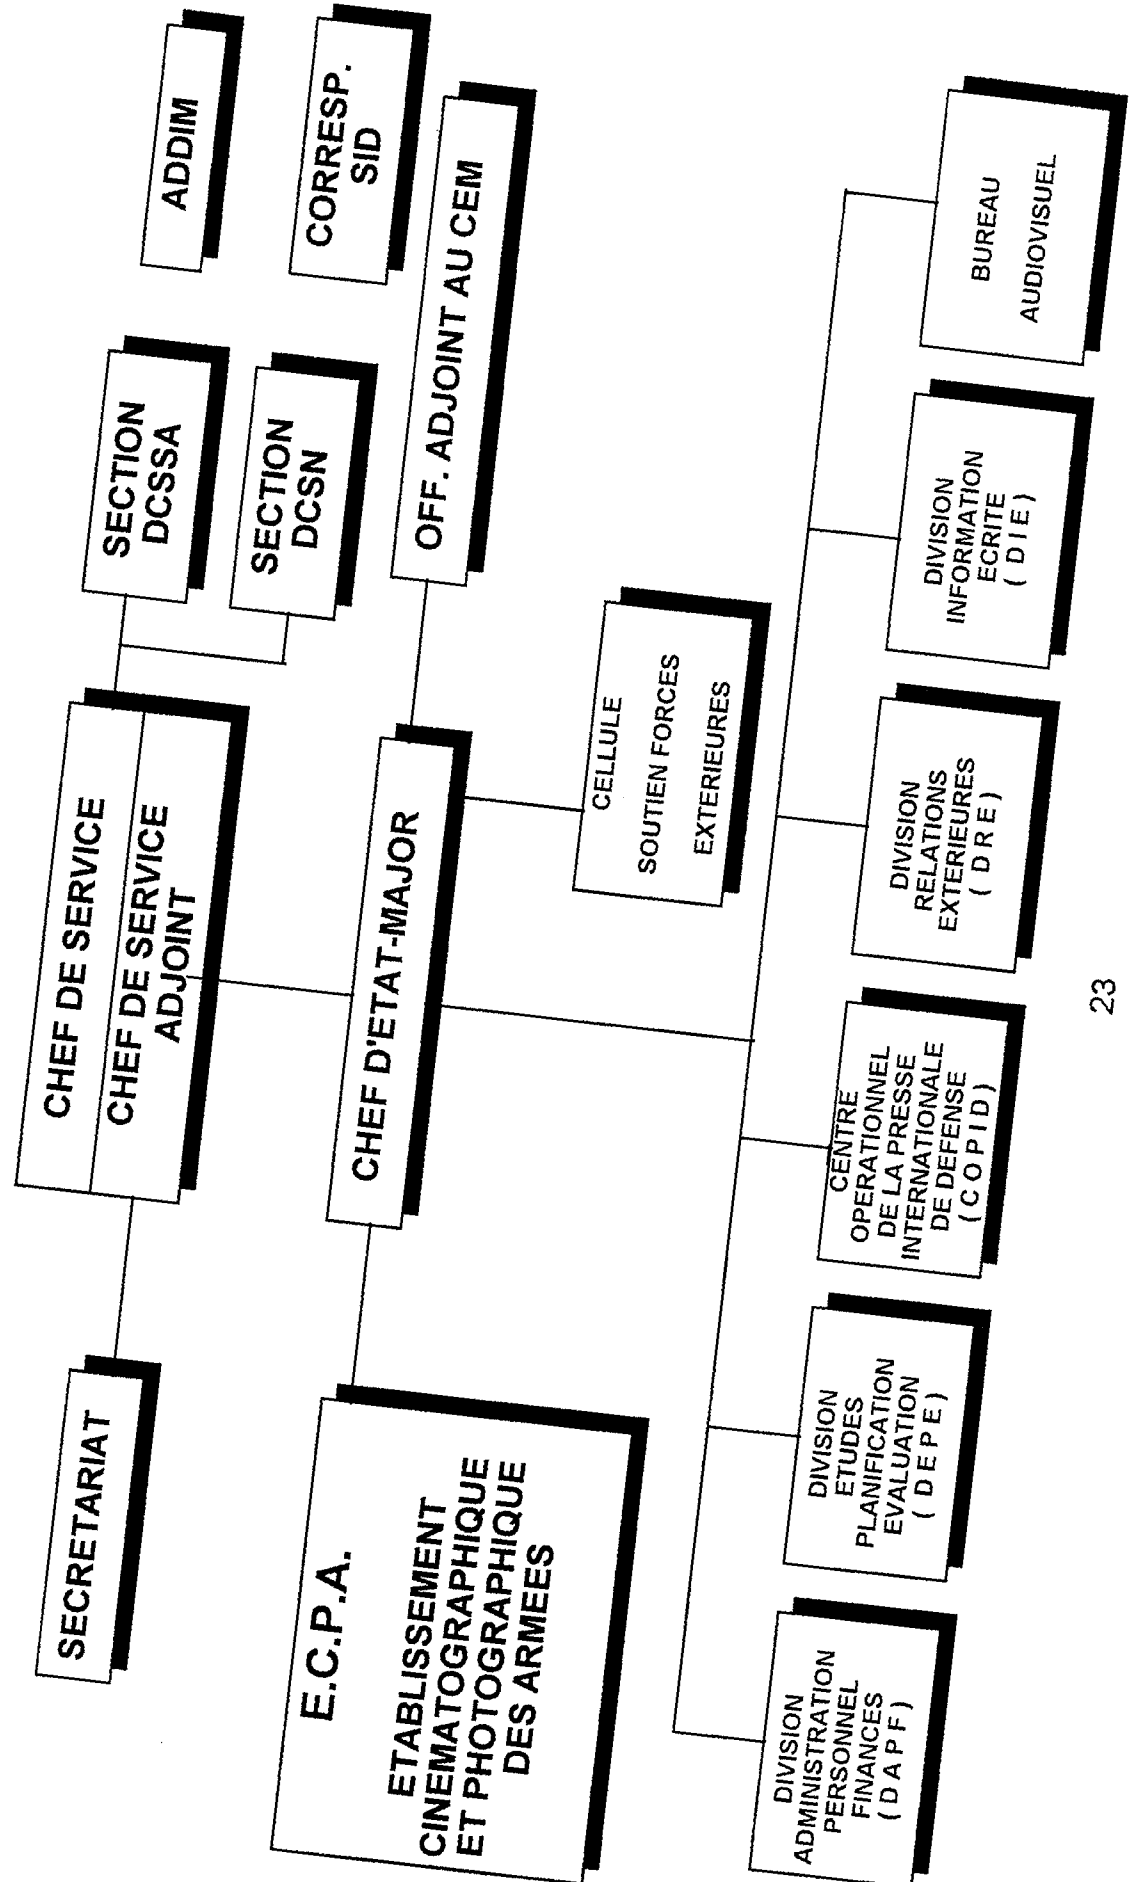 SECRETARIAT
CHEF DE SERVICE
CHEF DE SERVICE
ADJOINT
SECTION
DCSSA
SECTION
DCSN
ADDIM
CORRESP.
SID
E.C.P.A.
ETABLISSEMENT
CINEMATOGRAPHIQUE
ET PHOTOGRAPHIQUE
DES ARMEES
CHEF D'ETAT-MAJOR
OFF. ADJOINT AU CEM
CELLULE
SOUTIEN FORCES
EXTERIEURES
DIVISION
ADMINISTRATION
PERSONNEL
FINANCES
( D A P F )
DIVISION
ETUDES
PLANIFICATION
EVALUATION
( D E P E )
CENTRE
OPERATIONNEL
DE LA PRESSE
INTERNATIONALE
DE DEFENSE
( C O P I D )
DIVISION
RELATIONS
EXTERIEURES
( D R E )
DIVISION
INFORMATION
ECRITE
( D I E )
BUREAU
AUDIOVISUEL
23